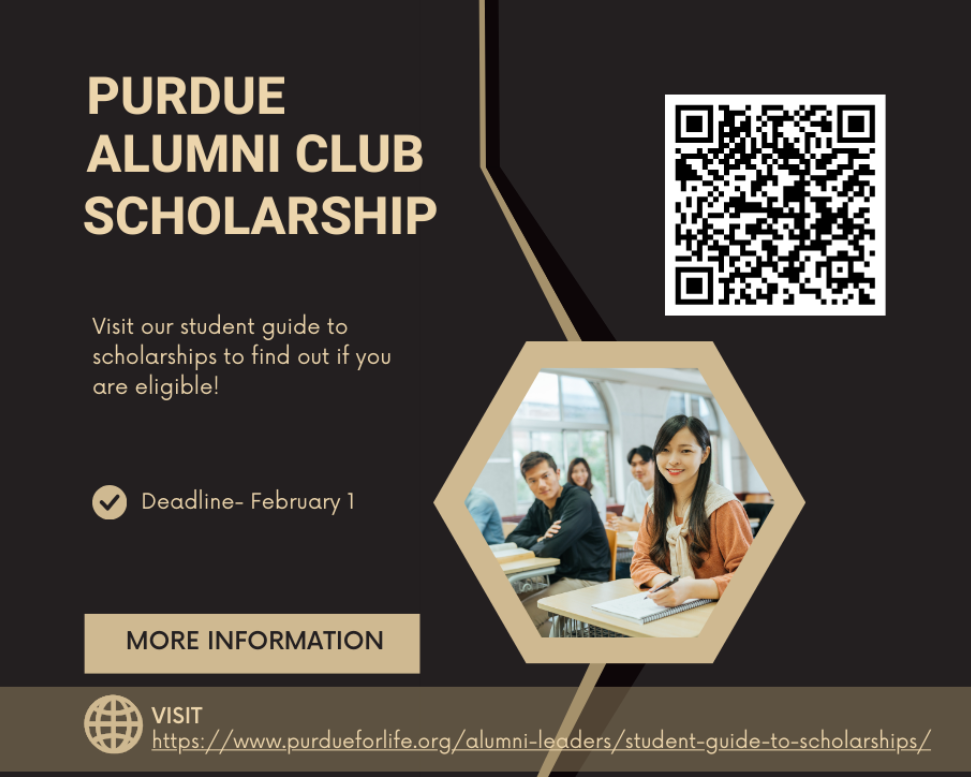 PURDUE
ALUMNI CLUB
SCHOLARSHIP
Visit our student guide to
scholarships to find out if you
are eligible!
Deadline- February 1
MORE INFORMATION
VISIT
https://www.purdueforlife.org/alumni-leaders/student-guide-to-scholarships/